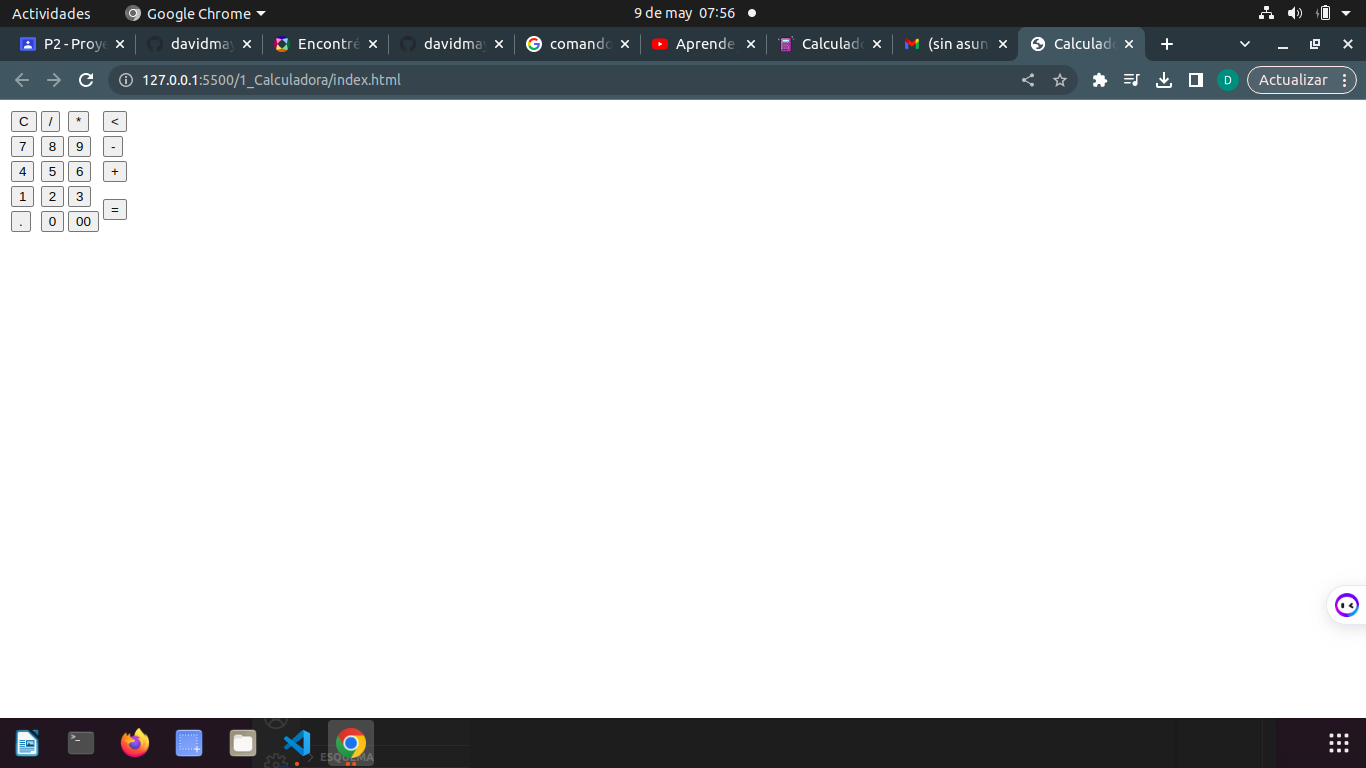 Actividades Google Chrome 9 de may 07:56
P2 - Proye davidmay Encontré davidmay comando Aprende Calculado (sin asun Calculado
127.0.0.1:5500/1_Calculadora/index.html D Actualizar
C / * <
7 8 9 -
4 5 6 +
1 2 3
=
. 0 00
ESQUEMA